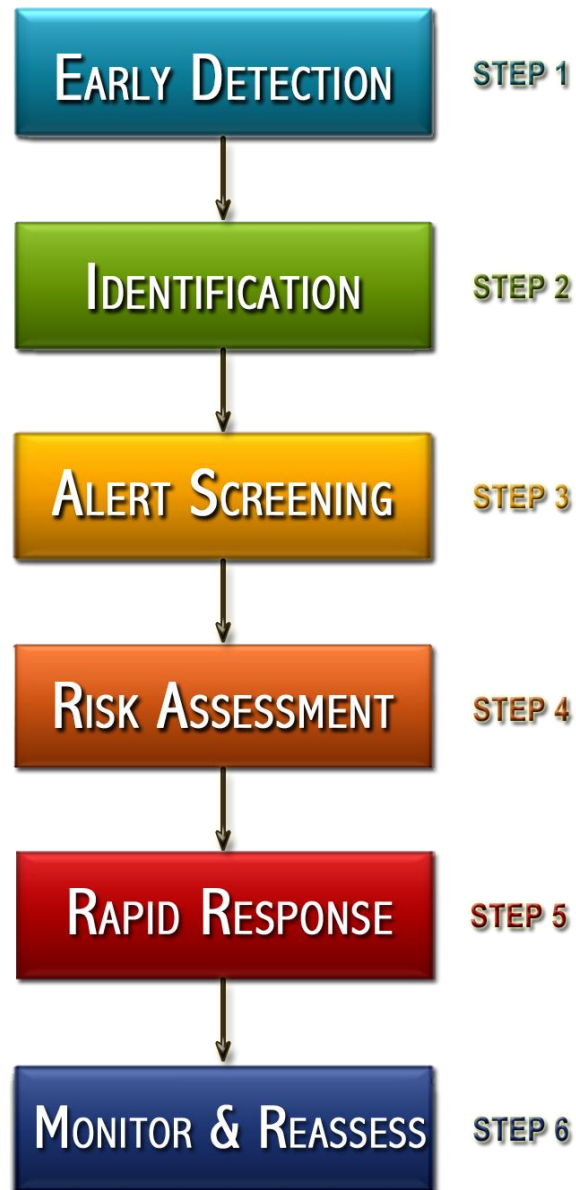 EARLY DETECTION STEP 1
IDENTIFICATION STEP 2
ALERT SCREENING STEP 3
RISK ASSESSMENT STEP 4
RAPID RESPONSE STEP 5
MONITOR & REASSESS STEP 6